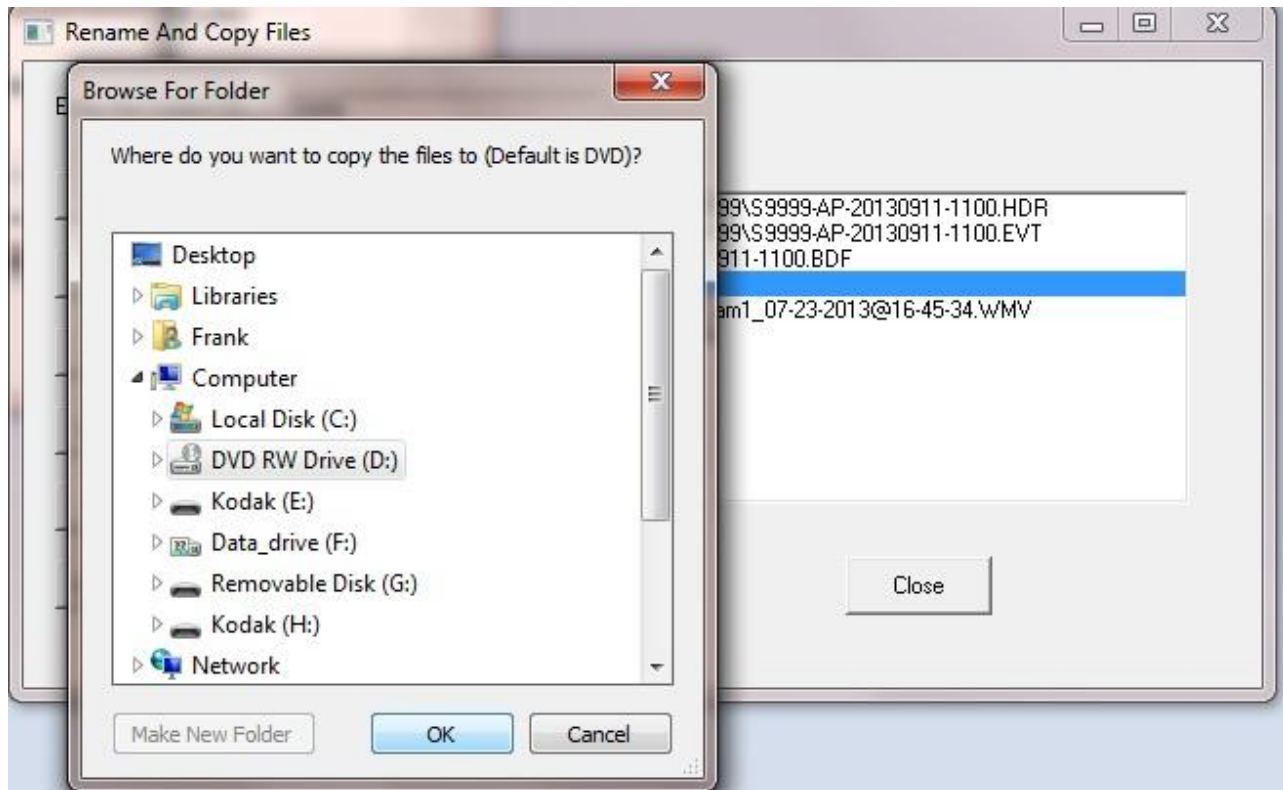 Rename And Copy Files
Browse For Folder
E
Where do you want to copy the files to (Default is DVD)?
Desktop
Libraries
Frank
Computer
Local Disk (C:)
DVD RW Drive (D:)
Kodak (E:)
Data_drive (F:)
Removable Disk (G:)
Kodak (H:)
Network
Make New Folder
OK
Cancel
99\S9999-AP-20130911-1100.HDR
99\S9999-AP-20130911-1100.EVT
911-1100.BDF
am1_07-23-2013@16-45-34.WMV
Close